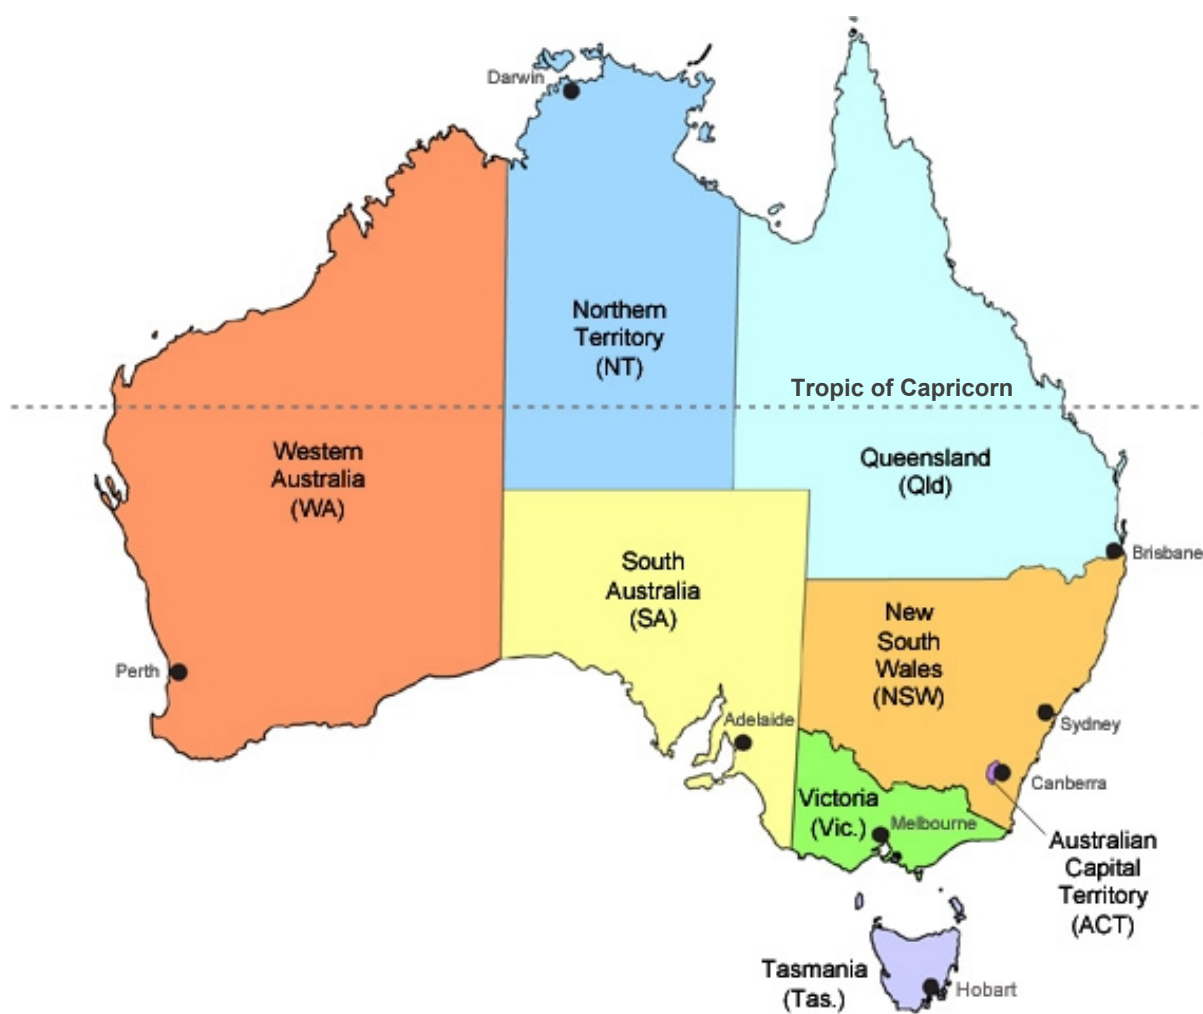 Darwin
Northern
Territory
(NT)
Tropic of Capricorn
Western
Australia
(WA)
Queensland
(Qld)
South
Australia
(SA)
Brisbane
New
South
Wales
(NSW)
Perth
Adelaide
Sydney
Canberra
Victoria
(Vic.)
Melbourne
Australian
Capital
Territory
(ACT)
Tasmania
(Tas.)
Hobart